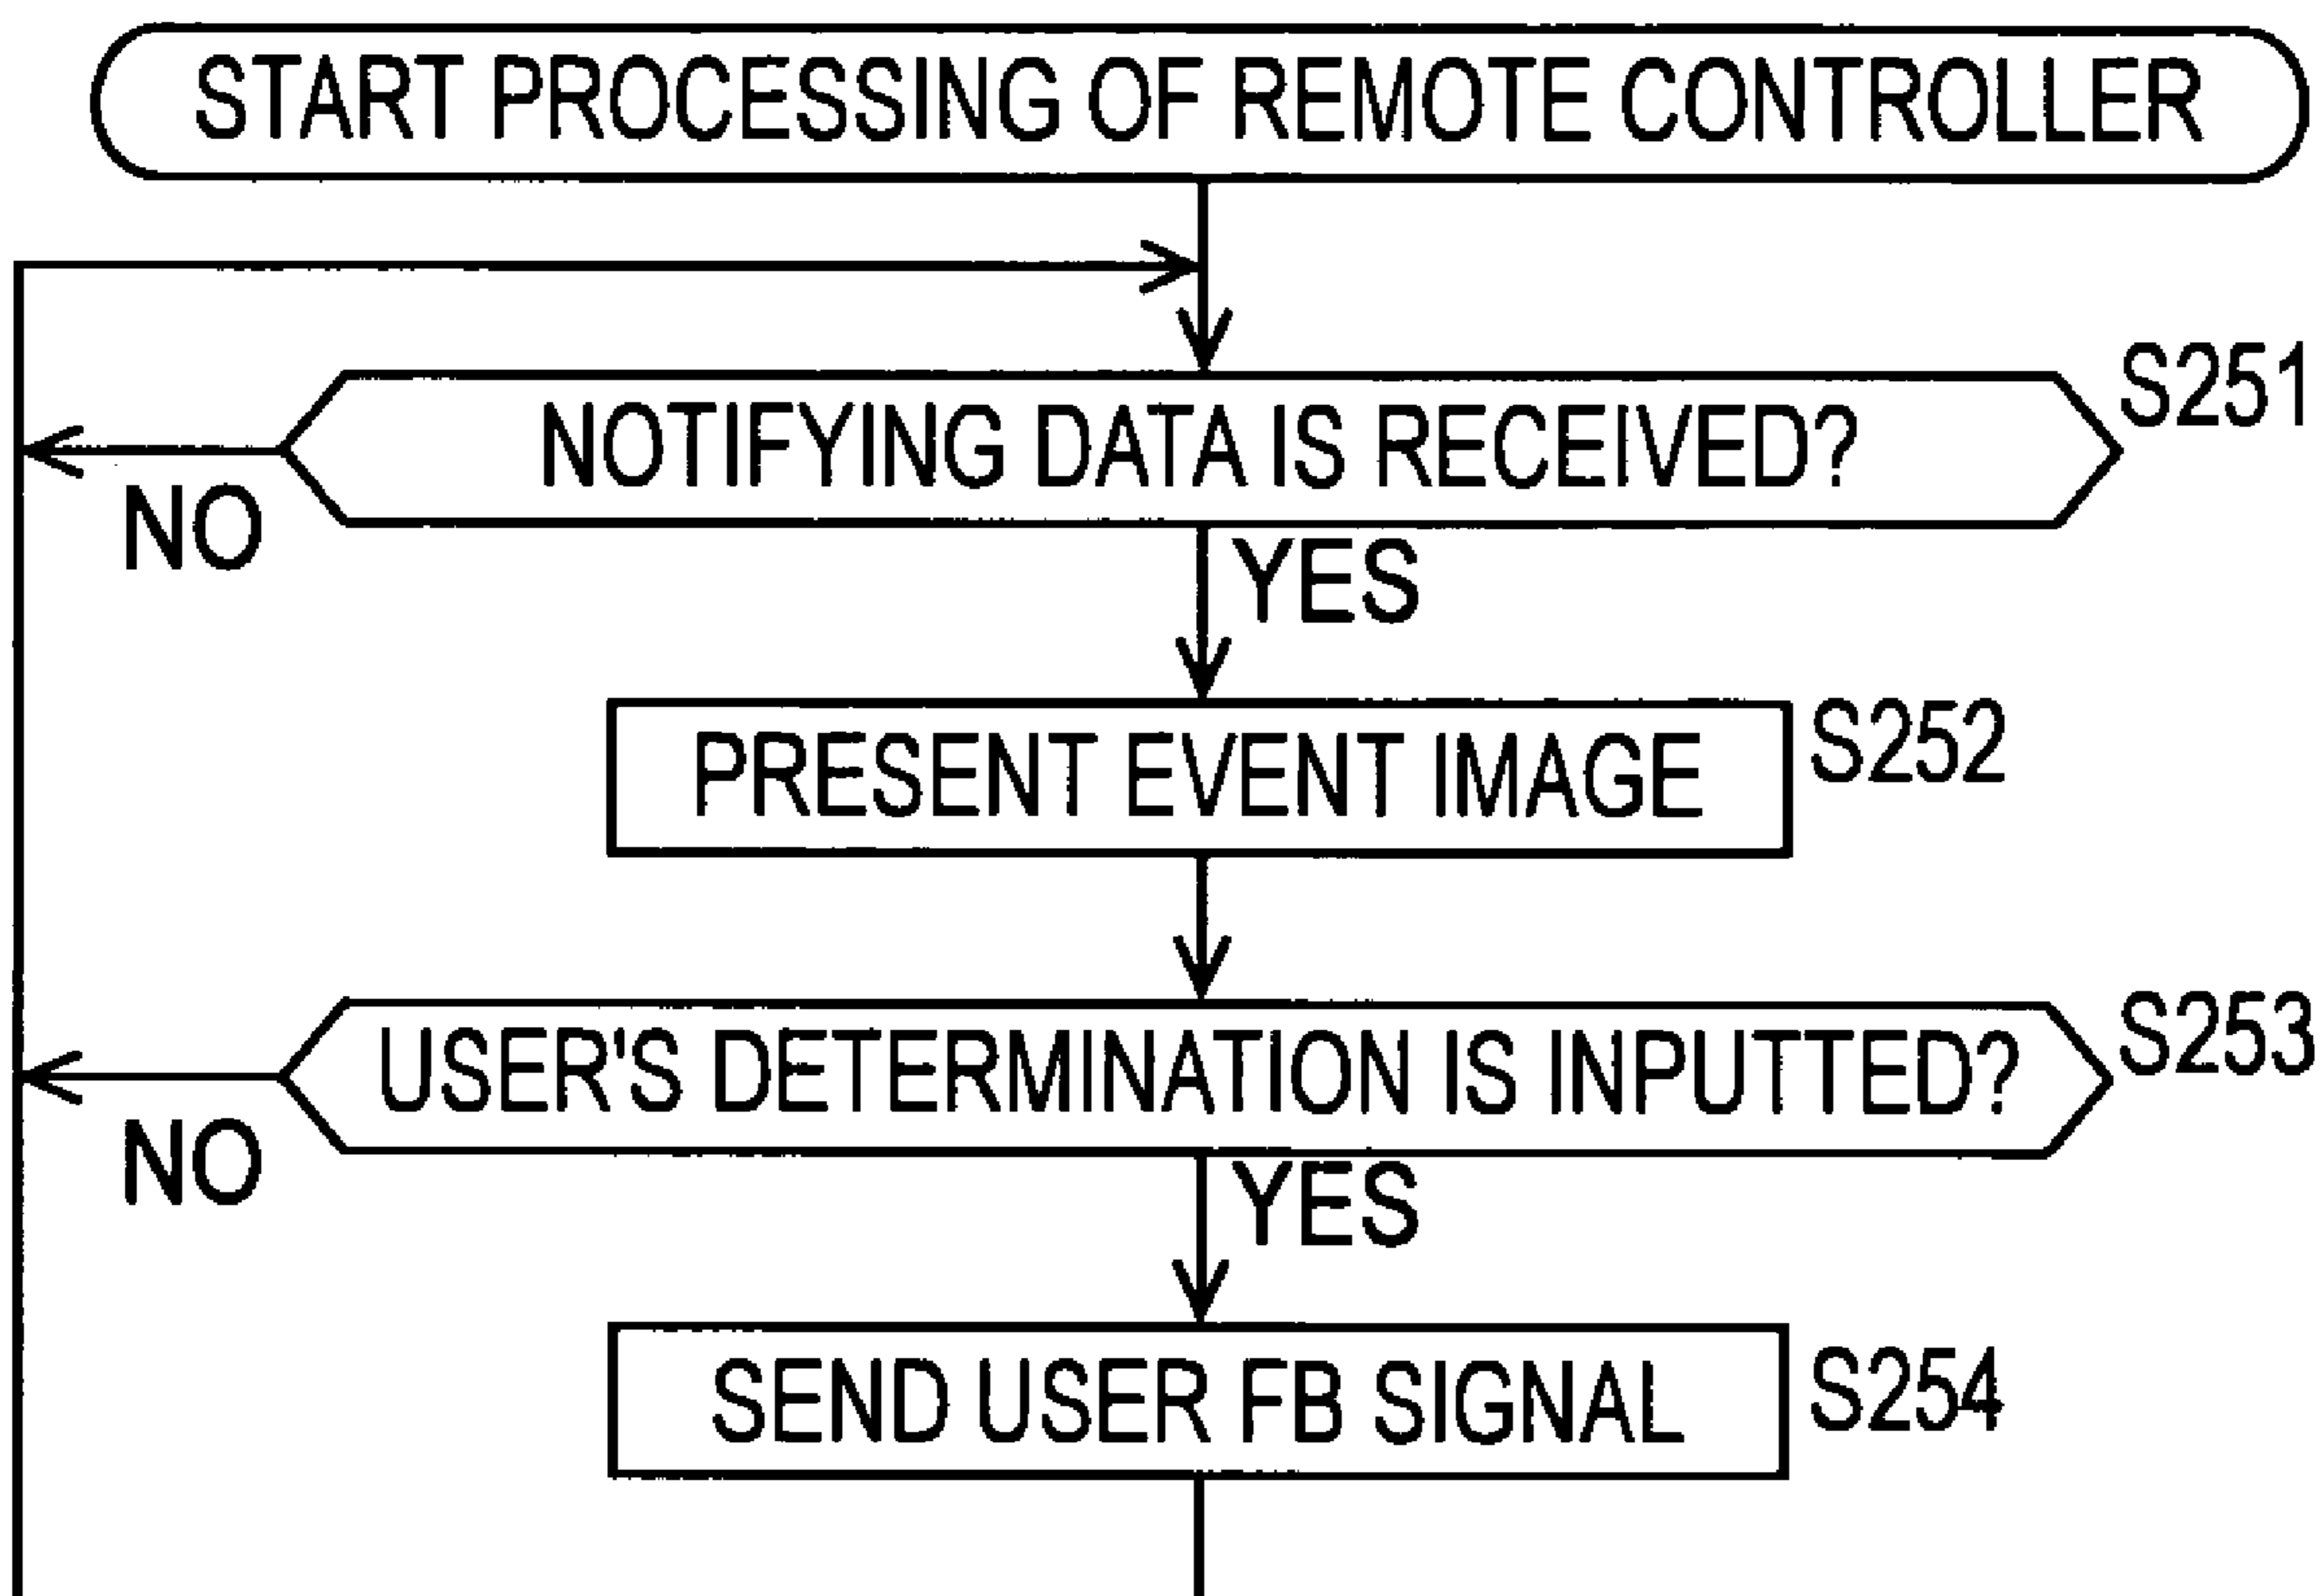 START PROCESSING OF REMOTE CONTROLLER
S251
NOTIFYING DATA IS RECEIVED?
NO
YES
PRESENT EVENT IMAGE
S252
S253
USER'S DETERMINATION IS INPUTTED?
NO
YES
SEND USER FB SIGNAL
S254